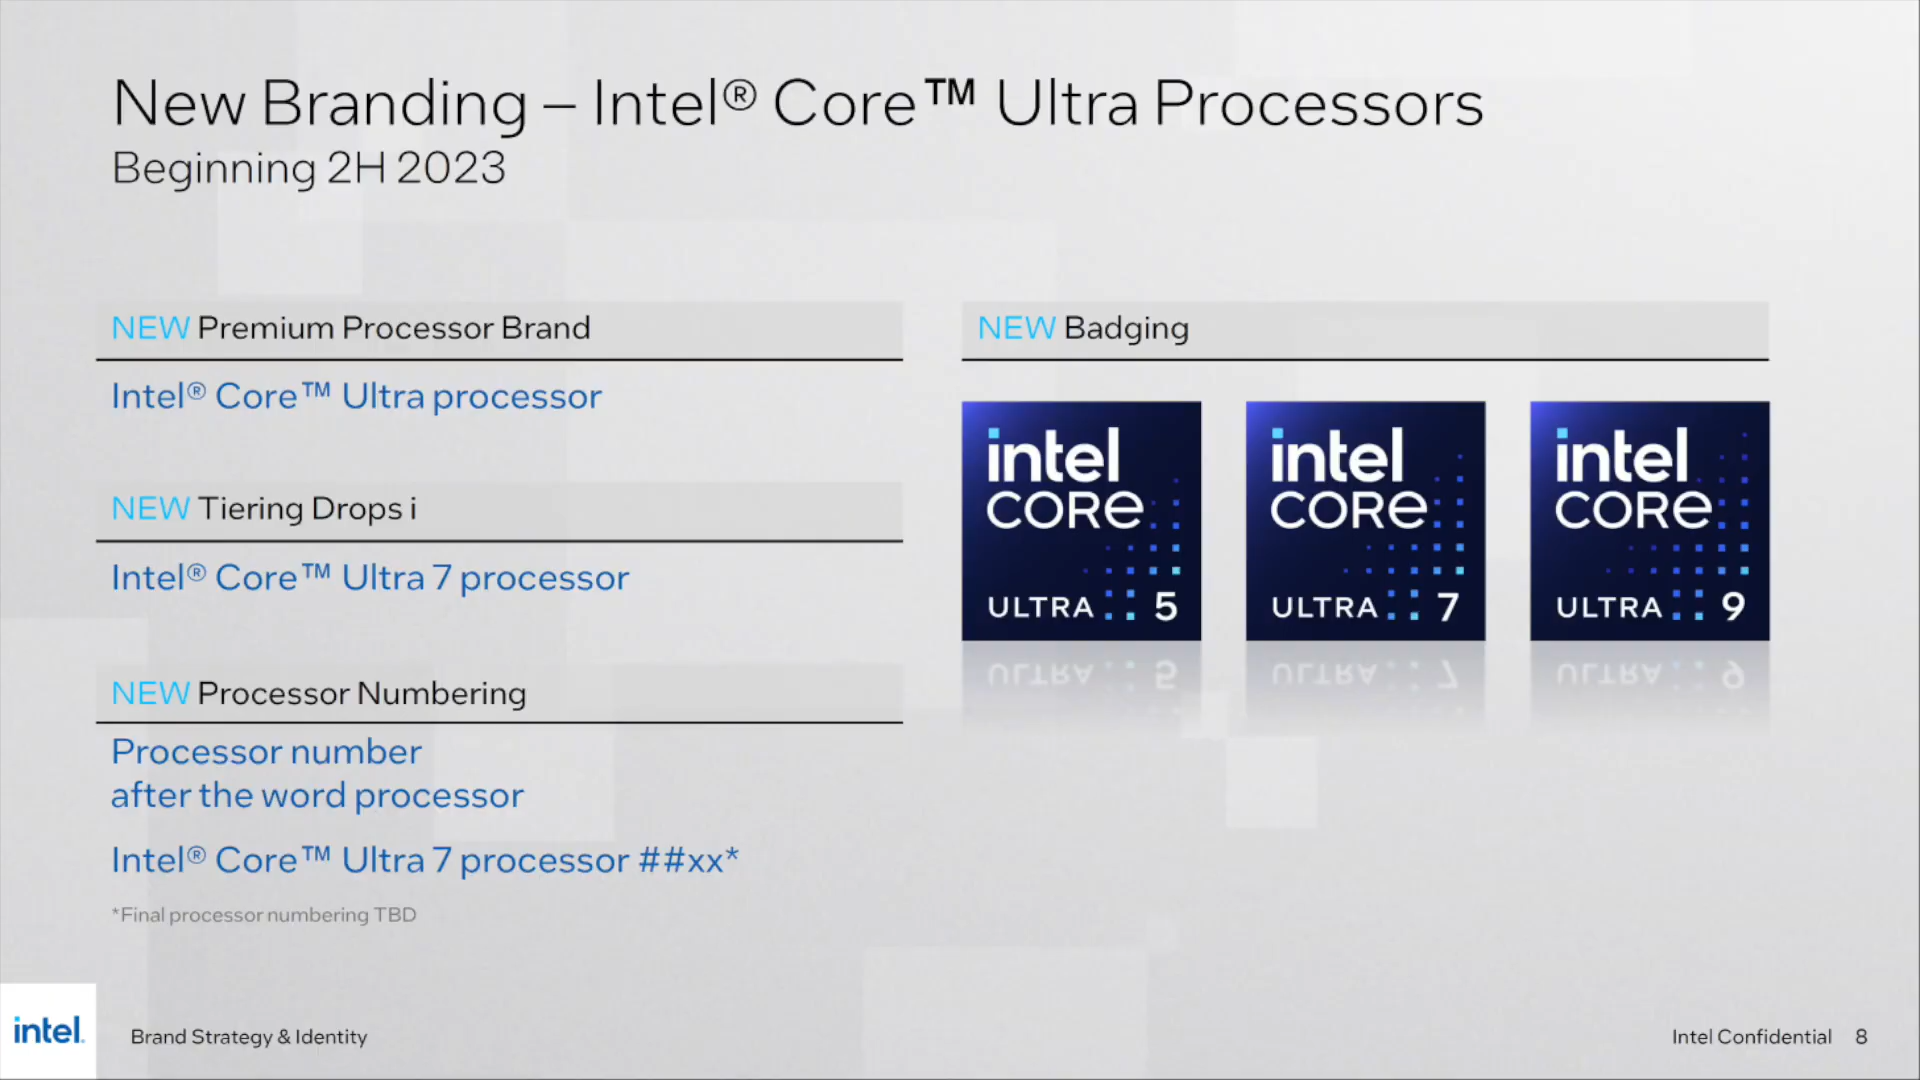 New Branding – Intel® Core™ Ultra Processors
Beginning 2H 2023
NEW Premium Processor Brand
Intel® Core™ Ultra processor
NEW Tiering Drops i
Intel® Core™ Ultra 7 processor
NEW Processor Numbering
Processor number
after the word processor
Intel® Core™ Ultra 7 processor ##xx*
*Final processor numbering TBD
NEW Badging
intel
CORe
ULTRA 5
intel
CORe
ULTRA 7
intel
CORe
ULTRA 9
intel.
Brand Strategy & Identity
Intel Confidential 8